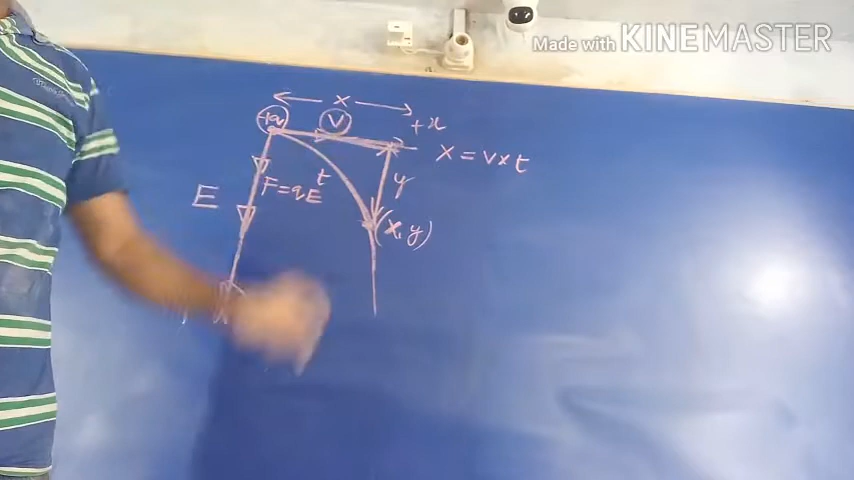 Made with KINEMASTER
x
+q
V
+x
X = V x t
t
y
F = qE
E
(x, y)